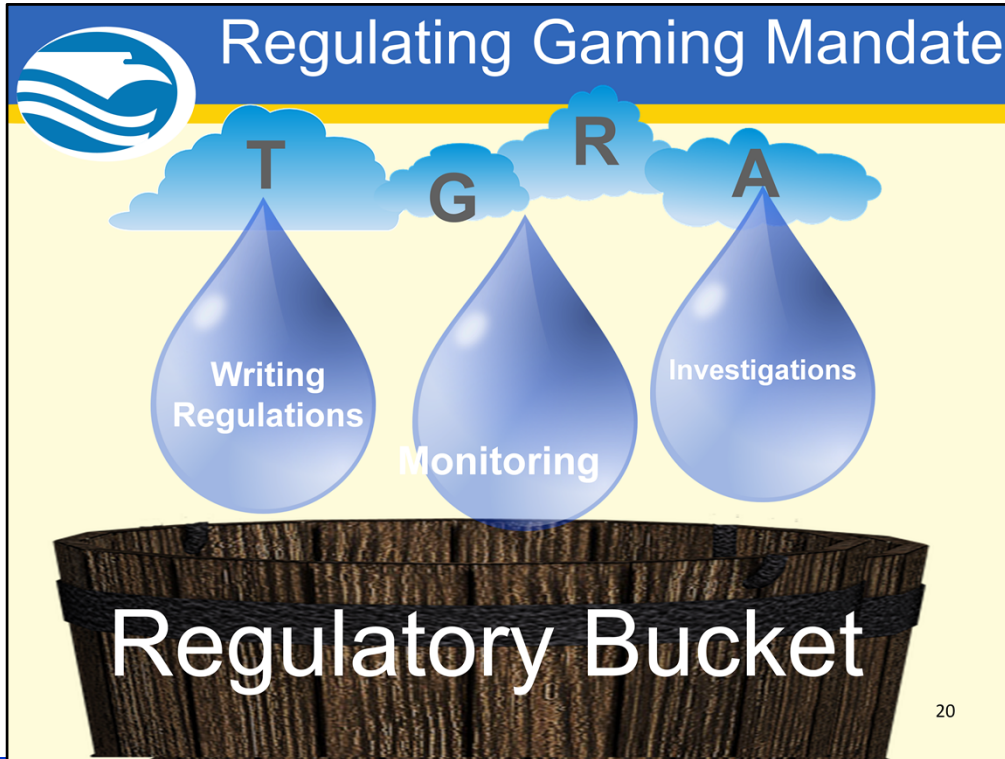 Regulating Gaming Mandate
T G R A
Writing
Regulations
Monitoring
Investigations
Regulatory Bucket
20